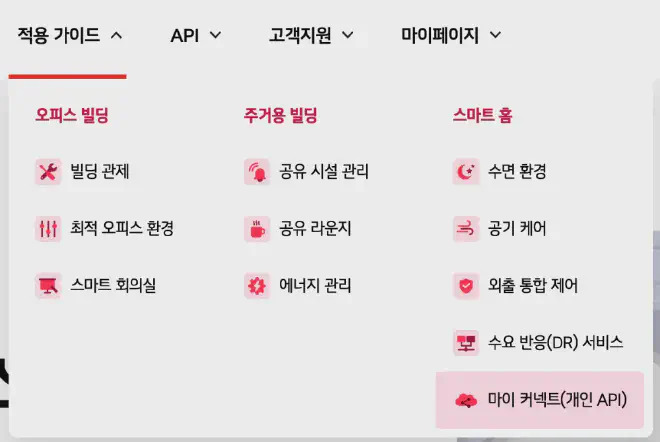 적용 가이드
API
고객지원
마이페이지
오피스 빌딩
빌딩 관제
최적 오피스 환경
스마트 회의실
주거용 빌딩
공유 시설 관리
공유 라운지
에너지 관리
스마트 홈
수면 환경
공기 케어
외출 통합 제어
수요 반응(DR) 서비스
마이 커넥트(개인 API)